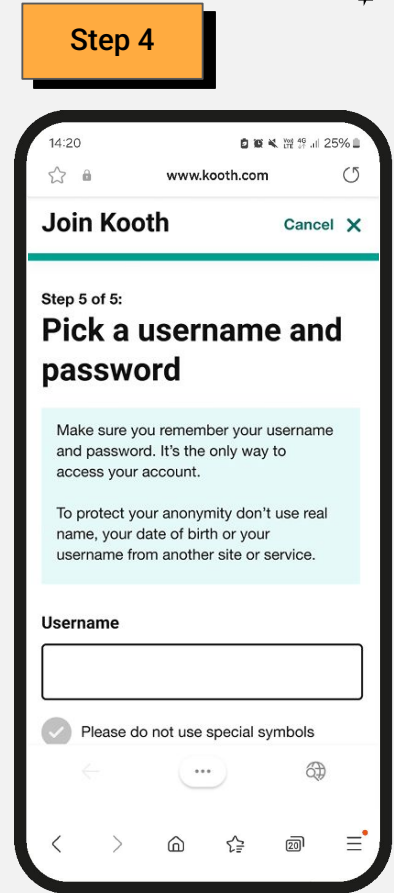 Step 4
14:20
25%
www.kooth.com
Join Kooth
Cancel X
Step 5 of 5:
Pick a username and
password
Make sure you remember your username
and password. It's the only way to
access your account.
To protect your anonymity don't use real
name, your date of birth or your
username from another site or service.
Username
Please do not use special symbols
20